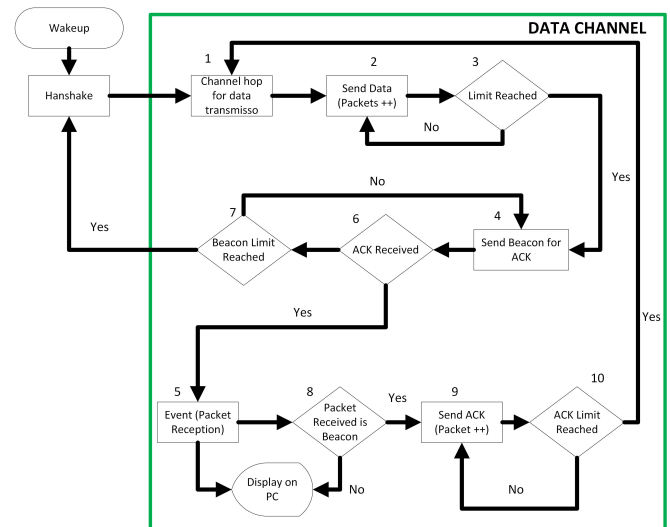 DATA CHANNEL
Wakeup
Hanshake
1
Channel hop
for data
transmisso
2
Send Data
(Packets ++)
3
Limit Reached
No
Yes
No
Yes
7
Beacon Limit
Reached
6
ACK Received
4
Send Beacon for
ACK
Yes
Yes
5
Event (Packet
Reception)
8
Packet
Received is
Beacon
Yes
9
Send ACK
(Packet ++)
10
ACK Limit
Reached
Display on
PC
No
No